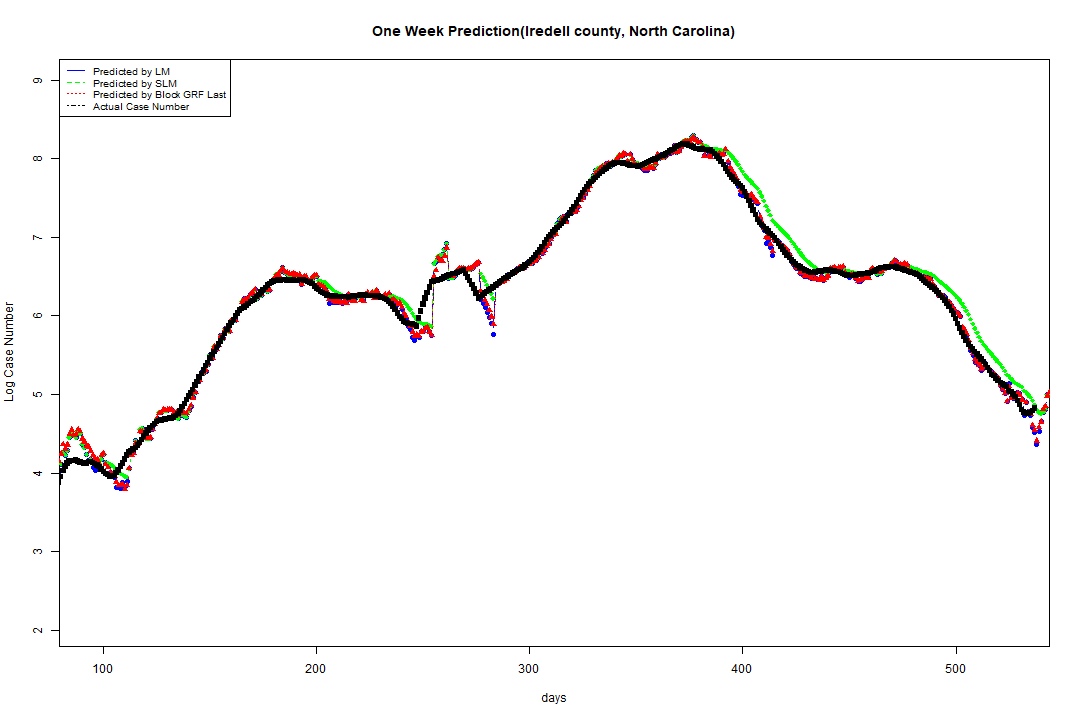 One Week Prediction(Iredell county, North Carolina)
Predicted by LM
Predicted by SLM
Predicted by Block GRF Last
Actual Case Number
Log Case Number
9
8
7
6
5
4
3
2
100 200 300 400 500
days